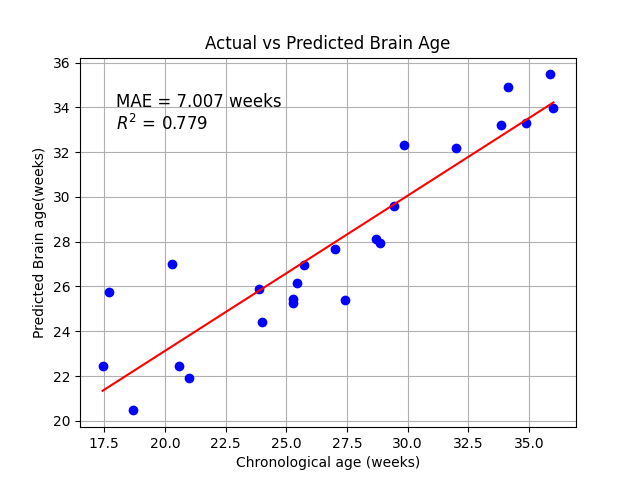 Actual vs Predicted Brain Age
MAE = 7.007 weeks
R² = 0.779
Predicted Brain age(weeks)
36
34
32
30
28
26
24
22
20
17.5 20.0 22.5 25.0 27.5 30.0 32.5 35.0
Chronological age (weeks)